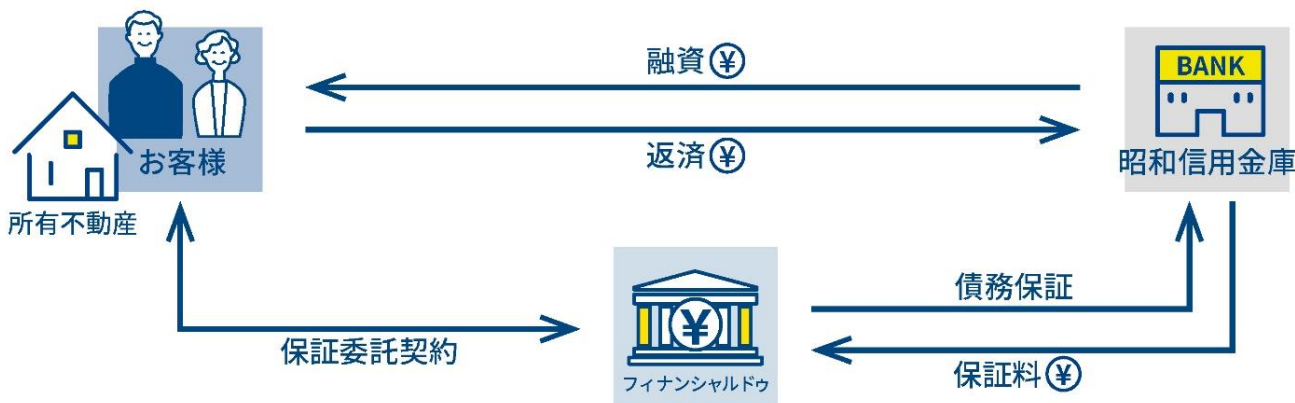 融資¥
BANK
返済¥
お客様
昭和信用金庫
所有不動産
債務保証
¥
保証委託契約
保証料¥
フィナンシャルドゥ